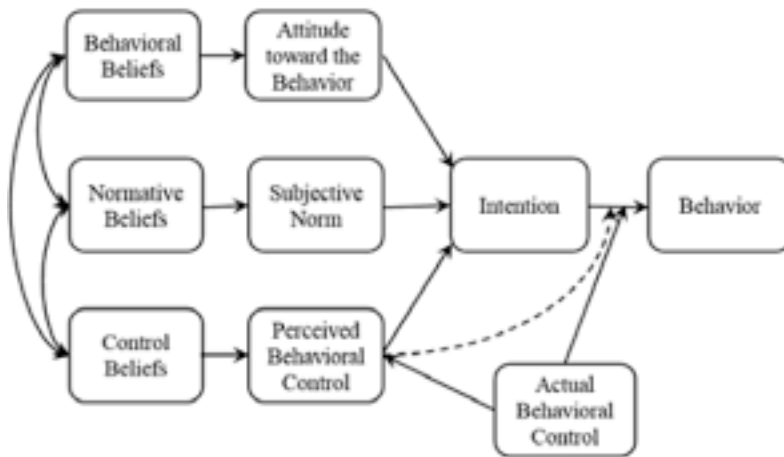 Behavioral
Beliefs
Attitude
toward the
Behavior
Normative
Beliefs
Subjective
Norm
Intention
Behavior
Control
Beliefs
Perceived
Behavioral
Control
Actual
Behavioral
Control